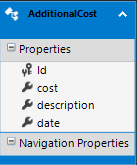 AdditionalCost
Properties
Id
cost
description
date
Navigation Properties